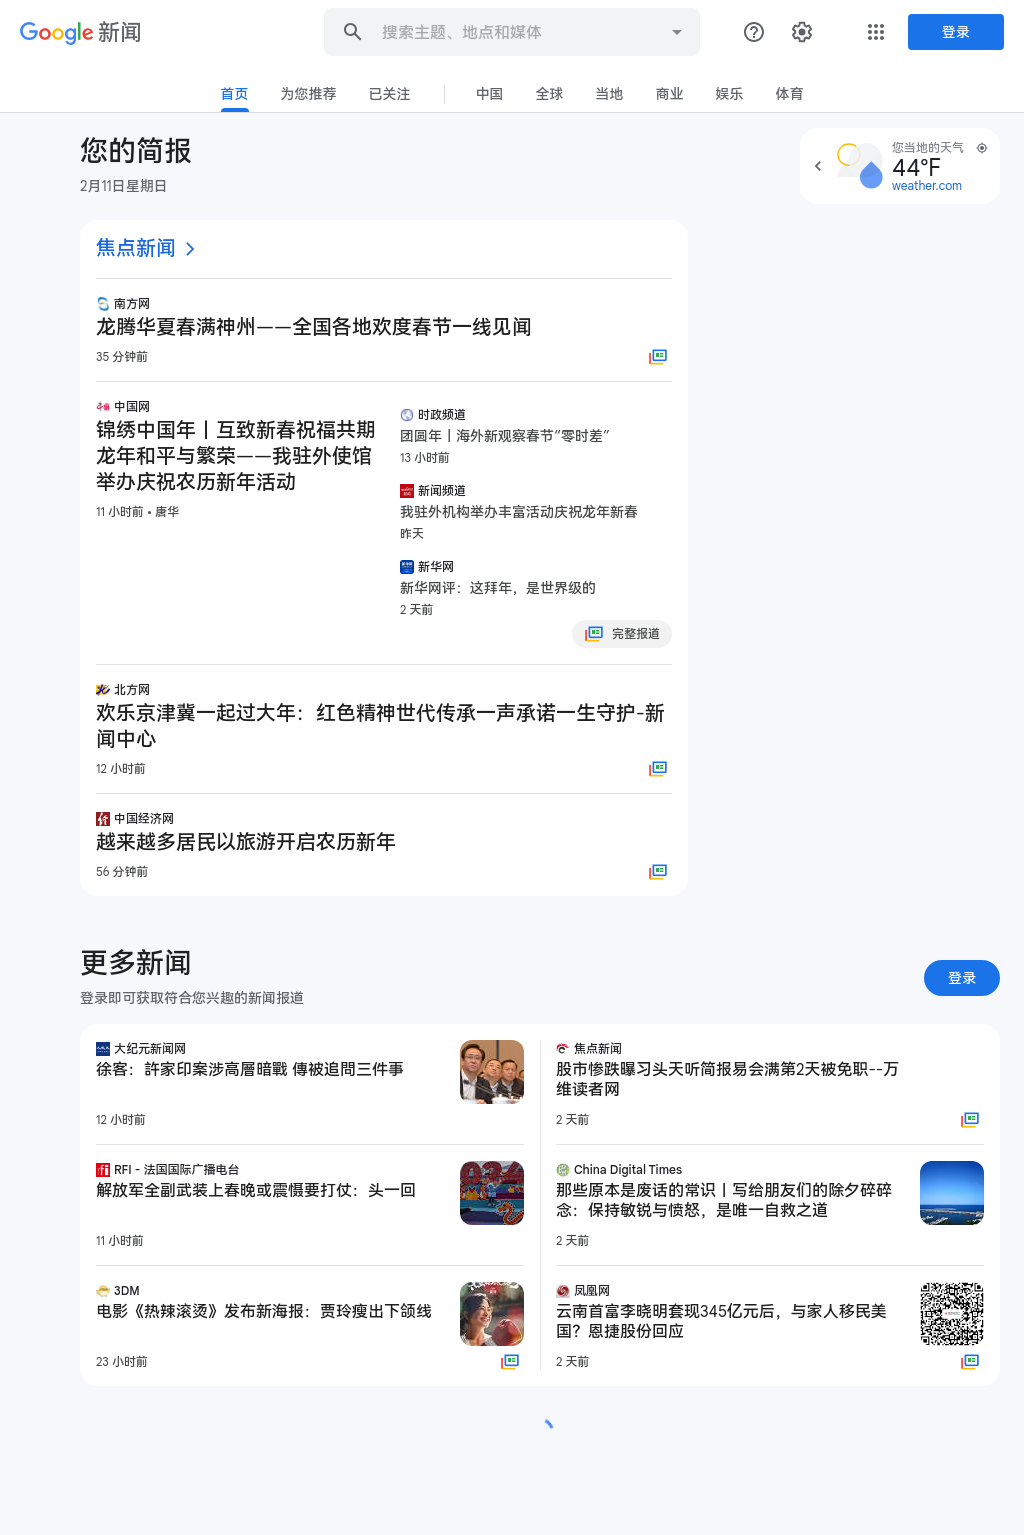 Google 新闻
搜索主题、地点和媒体
登录
首页
为您推荐
已关注
中国
全球
当地
商业
娱乐
体育
您的简报
2月11日星期日
您当地的天气
44°F
weather.com
焦点新闻
南方网
龙腾华夏春满神州——全国各地欢度春节一线见闻
35 分钟前
中国网
锦绣中国年丨互致新春祝福共期
龙年和平与繁荣——我驻外使馆
举办庆祝农历新年活动
11 小时前 • 唐华
时政频道
团圆年丨海外新观察春节“零时差”
13 小时前
新闻频道
我驻外机构举办丰富活动庆祝龙年新春
昨天
新华网
新华网评：这拜年，是世界级的
2 天前
完整报道
北方网
欢乐京津冀一起过大年：红色精神世代传承一声承诺一生守护-新
闻中心
12 小时前
中国经济网
越来越多居民以旅游开启农历新年
56 分钟前
更多新闻
登录即可获取符合您兴趣的新闻报道
登录
大纪元新闻网
徐客：許家印案涉高層暗戰 傳被追問三件事
12 小时前
焦点新闻
股市惨跌曝习头天听简报易会满第2天被免职--万
维读者网
2 天前
RFI - 法国国际广播电台
解放军全副武装上春晚或震慑要打仗：头一回
11 小时前
China Digital Times
那些原本是废话的常识丨写给朋友们的除夕碎碎
念：保持敏锐与愤怒，是唯一自救之道
2 天前
3DM
电影《热辣滚烫》发布新海报：贾玲瘦出下颌线
23 小时前
凤凰网
云南首富李晓明套现345亿元后，与家人移民美
国？恩捷股份回应
2 天前